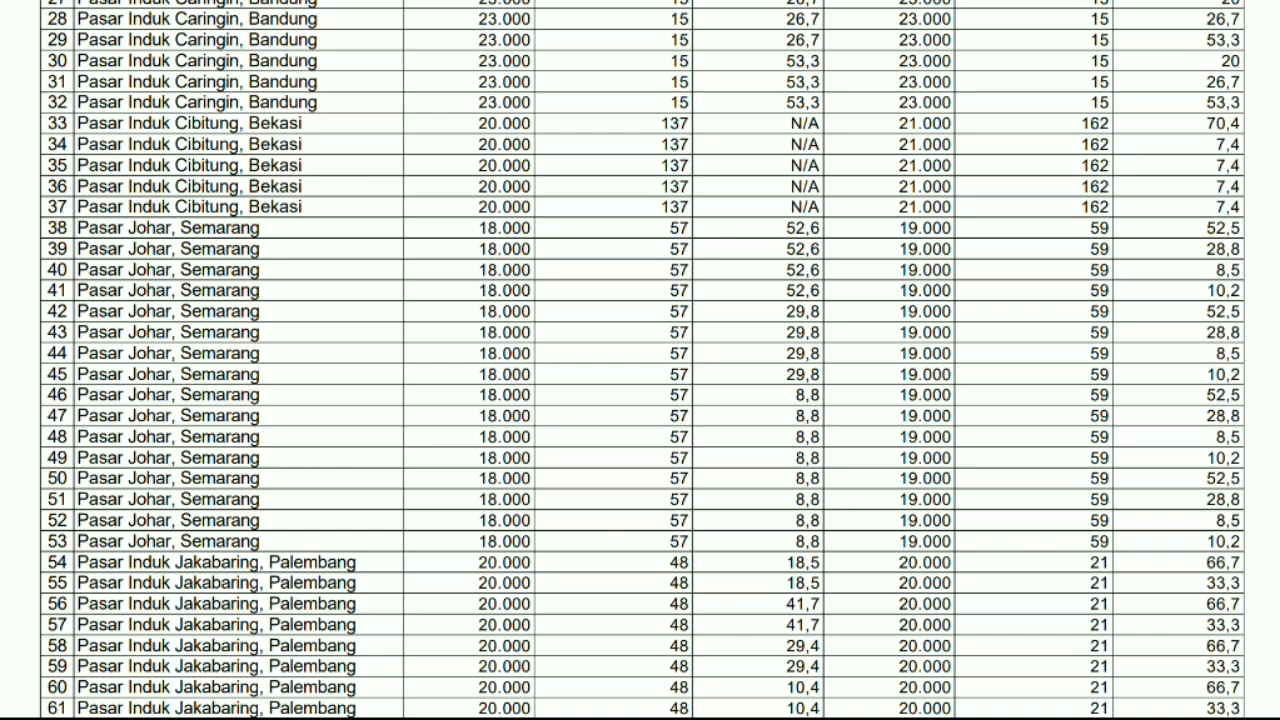 28 Pasar Induk Caringin, Bandung 23.000 15 26,7 23.000 15 26,7
29 Pasar Induk Caringin, Bandung 23.000 15 26,7 23.000 15 53,3
30 Pasar Induk Caringin, Bandung 23.000 15 53,3 23.000 15 20
31 Pasar Induk Caringin, Bandung 23.000 15 53,3 23.000 15 26,7
32 Pasar Induk Caringin, Bandung 23.000 15 53,3 23.000 15 53,3
33 Pasar Induk Cibitung, Bekasi 20.000 137 N/A 21.000 162 70,4
34 Pasar Induk Cibitung, Bekasi 20.000 137 N/A 21.000 162 7,4
35 Pasar Induk Cibitung, Bekasi 20.000 137 N/A 21.000 162 7,4
36 Pasar Induk Cibitung, Bekasi 20.000 137 N/A 21.000 162 7,4
37 Pasar Induk Cibitung, Bekasi 20.000 137 N/A 21.000 162 7,4
38 Pasar Johar, Semarang 18.000 57 52,6 19.000 59 52,5
39 Pasar Johar, Semarang 18.000 57 52,6 19.000 59 28,8
40 Pasar Johar, Semarang 18.000 57 52,6 19.000 59 8,5
41 Pasar Johar, Semarang 18.000 57 52,6 19.000 59 10,2
42 Pasar Johar, Semarang 18.000 57 29,8 19.000 59 52,5
43 Pasar Johar, Semarang 18.000 57 29,8 19.000 59 28,8
44 Pasar Johar, Semarang 18.000 57 29,8 19.000 59 8,5
45 Pasar Johar, Semarang 18.000 57 29,8 19.000 59 10,2
46 Pasar Johar, Semarang 18.000 57 8,8 19.000 59 52,5
47 Pasar Johar, Semarang 18.000 57 8,8 19.000 59 28,8
48 Pasar Johar, Semarang 18.000 57 8,8 19.000 59 8,5
49 Pasar Johar, Semarang 18.000 57 8,8 19.000 59 10,2
50 Pasar Johar, Semarang 18.000 57 8,8 19.000 59 52,5
51 Pasar Johar, Semarang 18.000 57 8,8 19.000 59 28,8
52 Pasar Johar, Semarang 18.000 57 8,8 19.000 59 8,5
53 Pasar Johar, Semarang 18.000 57 8,8 19.000 59 10,2
54 Pasar Induk Jakabaring, Palembang 20.000 48 18,5 20.000 21 66,7
55 Pasar Induk Jakabaring, Palembang 20.000 48 18,5 20.000 21 33,3
56 Pasar Induk Jakabaring, Palembang 20.000 48 41,7 20.000 21 66,7
57 Pasar Induk Jakabaring, Palembang 20.000 48 41,7 20.000 21 33,3
58 Pasar Induk Jakabaring, Palembang 20.000 48 29,4 20.000 21 66,7
59 Pasar Induk Jakabaring, Palembang 20.000 48 29,4 20.000 21 33,3
60 Pasar Induk Jakabaring, Palembang 20.000 48 10,4 20.000 21 66,7
61 Pasar Induk Jakabaring, Palembang 20.000 48 10,4 20.000 21 33,3